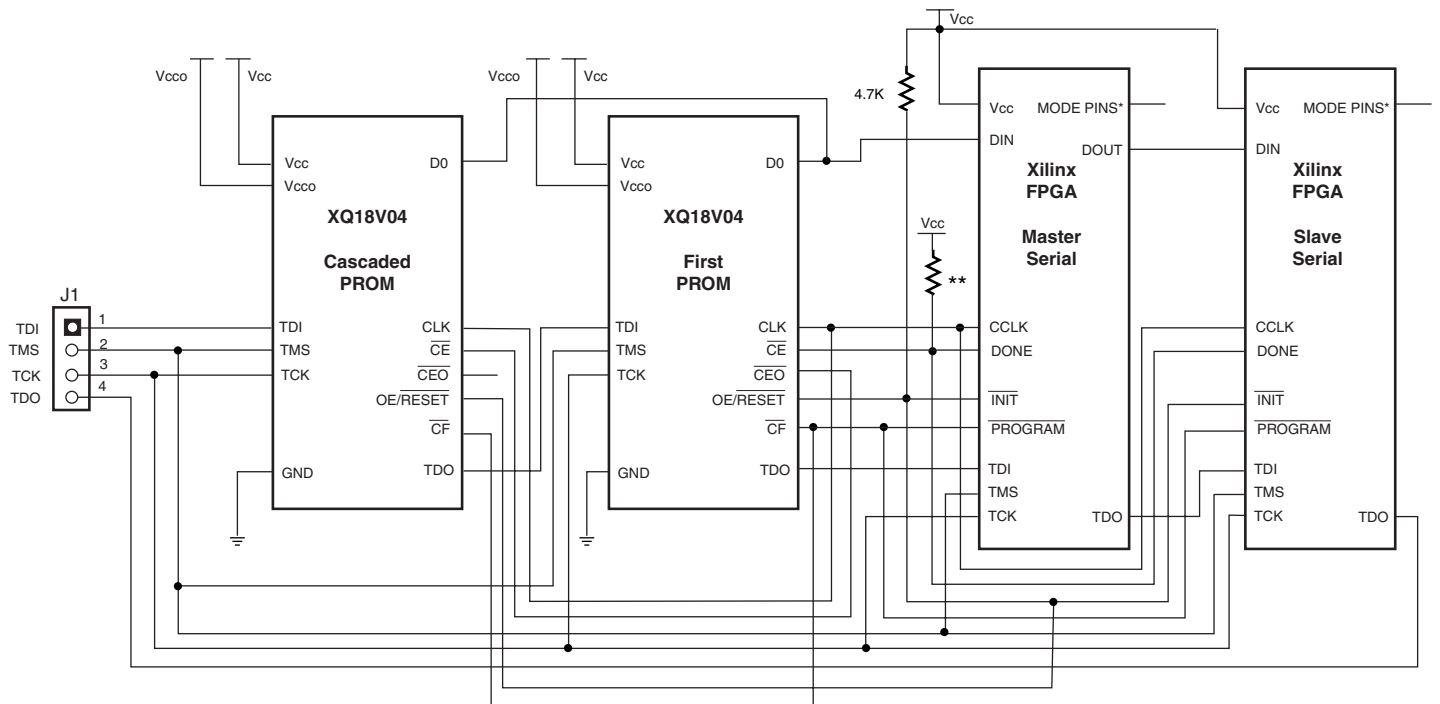 Vcc
Vcco
Vcc
Vcco
Vcc
4.7K
Vcc
**
J1
TDI
TMS
TCK
TDO
1
2
3
4
Vcc
Vcco
D0
XQ18V04
Cascaded
PROM
TDI
TMS
TCK
CLK
CE
CEO
OE/RESET
CF
GND
TDO
Vcc
Vcco
D0
XQ18V04
First
PROM
TDI
TMS
TCK
CLK
CE
CEO
OE/RESET
CF
GND
TDO
Vcc
MODE PINS*
DIN
DOUT
Xilinx
FPGA
Master
Serial
CCLK
DONE
INIT
PROGRAM
TDI
TMS
TCK
TDO
Vcc
MODE PINS*
DIN
Xilinx
FPGA
Slave
Serial
CCLK
DONE
INIT
PROGRAM
TDI
TMS
TCK
TDO